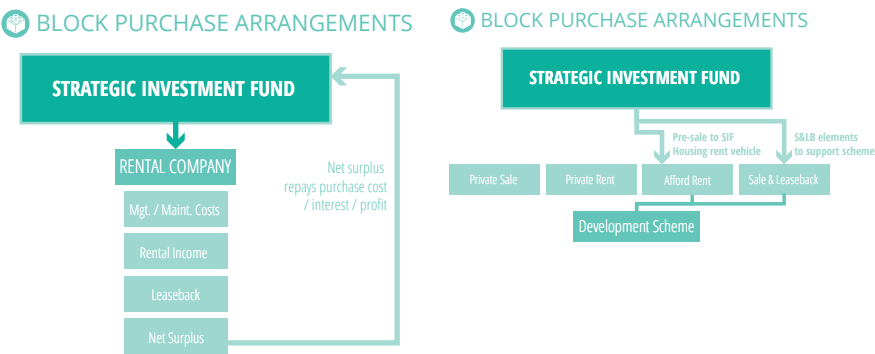 BLOCK PURCHASE ARRANGEMENTS
STRATEGIC INVESTMENT FUND
RENTAL COMPANY
Mgt. / Maint. Costs
Rental Income
Leaseback
Net Surplus
Net surplus
repays purchase cost
/ interest / profit
BLOCK PURCHASE ARRANGEMENTS
STRATEGIC INVESTMENT FUND
Pre-sale to SIF
Housing rent vehicle
S&LB elements
to support scheme
Private Sale
Private Rent
Afford Rent
Sale & Leaseback
Development Scheme